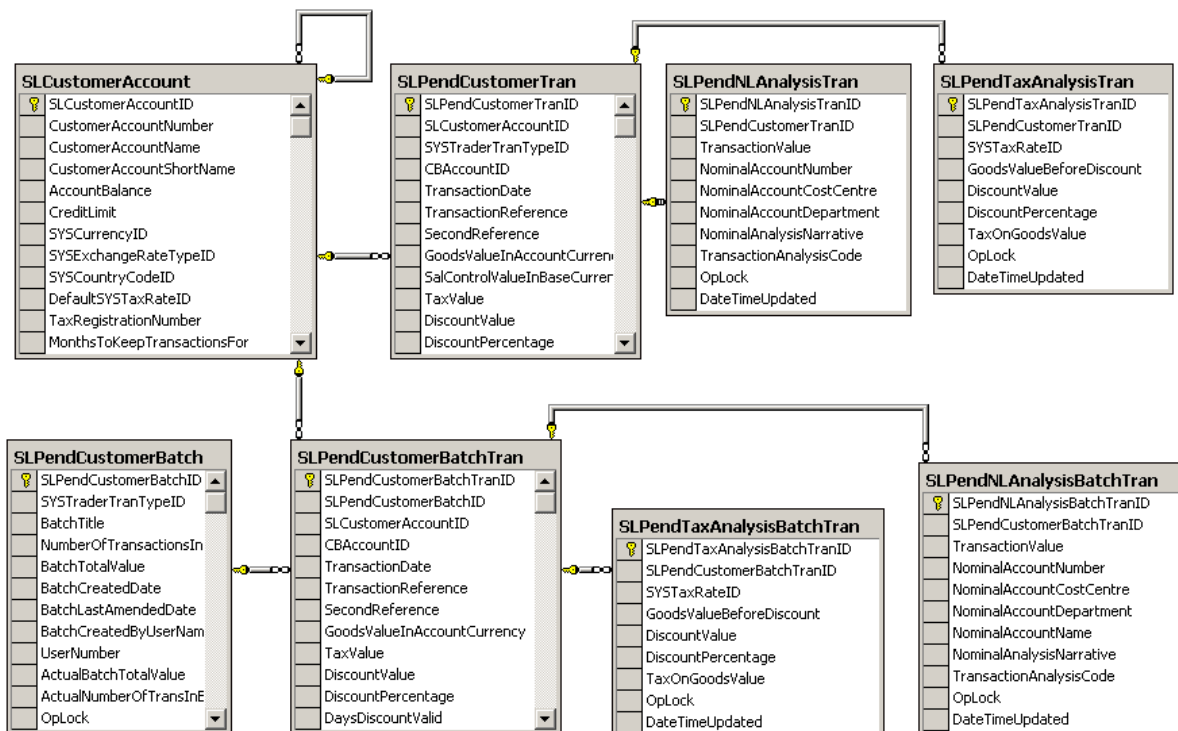 SLCustomerAccount
SLCustomerAccountID
CustomerAccountNumber
CustomerAccountName
CustomerAccountShortName
AccountBalance
CreditLimit
SYSCurrencyID
SYSExchangeRateTypeID
SYSCountryCodeID
DefaultSYSTaxRateID
TaxRegistrationNumber
MonthsToKeepTransactionsFor
SLPendCustomerTran
SLPendCustomerTranID
SLCustomerAccountID
SYSTraderTranTypeID
CBAccountID
TransactionDate
TransactionReference
SecondReference
GoodsValueInAccountCurren
SalControlValueInBaseCurren
TaxValue
DiscountValue
DiscountPercentage
SLPendNLAnalysisTran
SLPendNLAnalysisTranID
SLPendCustomerTranID
TransactionValue
NominalAccountNumber
NominalAccountCostCentre
NominalAccountDepartment
NominalAnalysisNarrative
TransactionAnalysisCode
OpLock
DateTimeUpdated
SLPendTaxAnalysisTran
SLPendTaxAnalysisTranID
SLPendCustomerTranID
SYSTaxRateID
GoodsValueBeforeDiscount
DiscountValue
DiscountPercentage
TaxOnGoodsValue
OpLock
DateTimeUpdated
SLPendCustomerBatch
SLPendCustomerBatchID
SYSTraderTranTypeID
BatchTitle
NumberOfTransactionsIn
BatchTotalValue
BatchCreatedDate
BatchLastAmendedDate
BatchCreatedByUserNam
UserNumber
ActualBatchTotalValue
ActualNumberOfTransInE
OpLock
SLPendCustomerBatchTran
SLPendCustomerBatchTranID
SLPendCustomerBatchID
SLCustomerAccountID
CBAccountID
TransactionDate
TransactionReference
SecondReference
GoodsValueInAccountCurrency
TaxValue
DiscountValue
DiscountPercentage
DaysDiscountValid
SLPendTaxAnalysisBatchTran
SLPendTaxAnalysisBatchTranID
SLPendCustomerBatchTranID
SYSTaxRateID
GoodsValueBeforeDiscount
DiscountValue
DiscountPercentage
TaxOnGoodsValue
OpLock
DateTimeUpdated
SLPendNLAnalysisBatchTran
SLPendNLAnalysisBatchTranID
SLPendCustomerBatchTranID
TransactionValue
NominalAccountNumber
NominalAccountCostCentre
NominalAccountDepartment
NominalAccountName
NominalAnalysisNarrative
TransactionAnalysisCode
OpLock
DateTimeUpdated